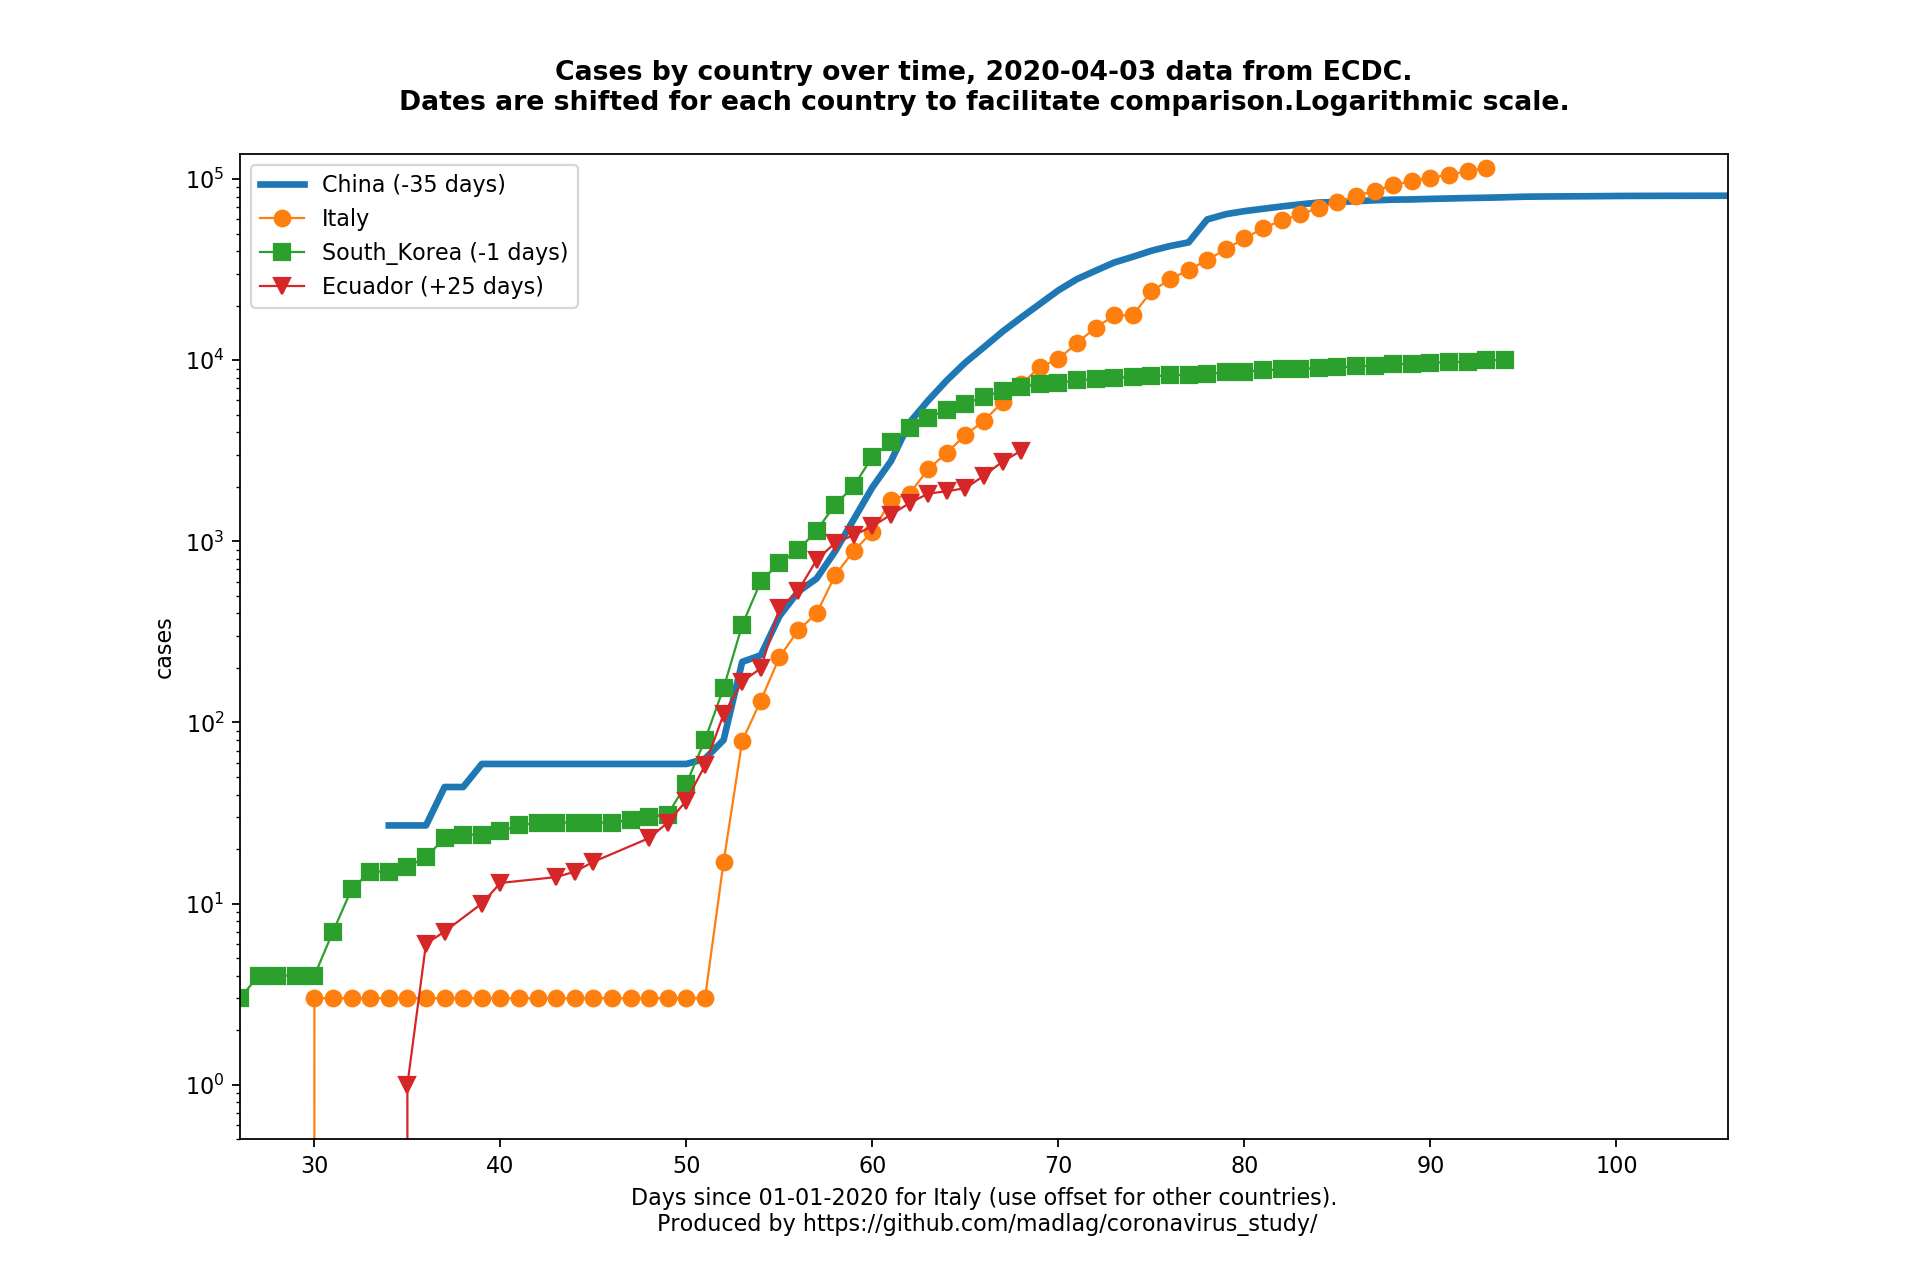 Cases by country over time, 2020-04-03 data from ECDC.
Dates are shifted for each country to facilitate comparison.Logarithmic scale.
China (-35 days)
Italy
South_Korea (-1 days)
Ecuador (+25 days)
10^5
10^4
10^3
10^2
10^1
10^0
cases
30 40 50 60 70 80 90 100
Days since 01-01-2020 for Italy (use offset for other countries).
Produced by https://github.com/madlag/coronavirus_study/